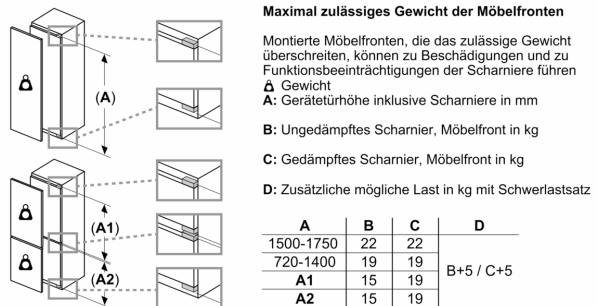 Maximal zulässiges Gewicht der Möbelfronten
Montierte Möbelfronten, die das zulässige Gewicht
überschreiten, können zu Beschädigungen und zu
Funktionsbeeinträchtigungen der Scharniere führen
Gewicht
A: Gerätetürhöhe inklusive Scharniere in mm
B: Ungedämpftes Scharnier, Möbelfront in kg
C: Gedämpftes Scharnier, Möbelfront in kg
D: Zusätzliche mögliche Last in kg mit Schwerlastsatz
(A)
(A1)
(A2)
A B C D
1500-1750 22 22
720-1400 19 19
B+5 / C+5
A1 15 19
A2 15 19